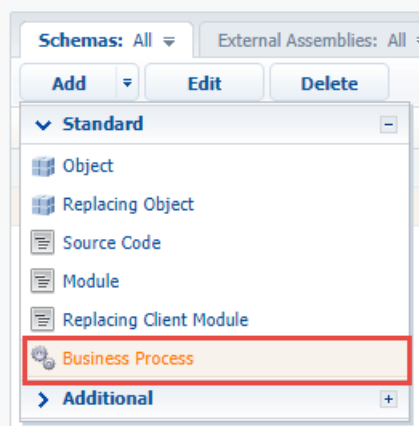 Schemas: All External Assemblies: All
Add Edit Delete
Standard
Object
Replacing Object
Source Code
Module
Replacing Client Module
Business Process
Additional